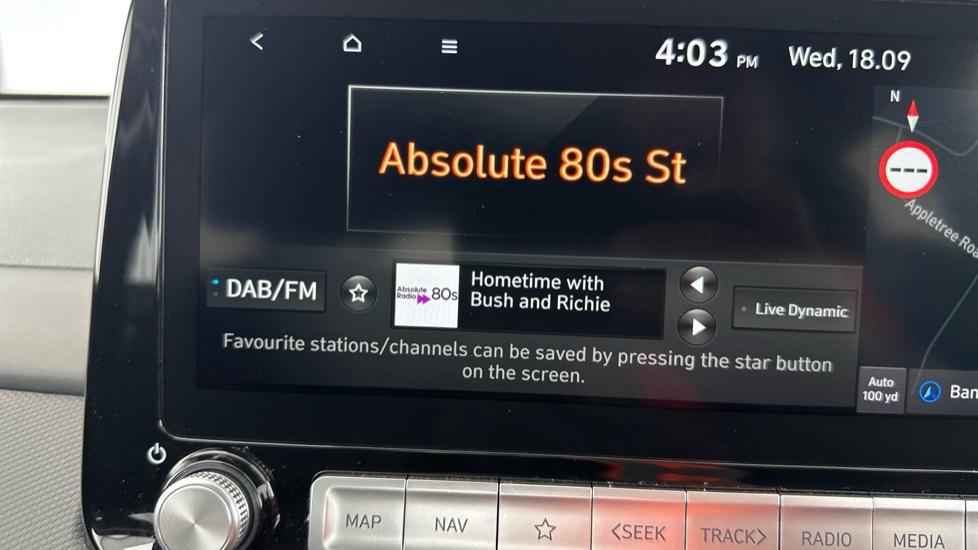 4:03 PM Wed, 18.09
N
Absolute 80s St
Appletree Roa
DAB/FM
Absolute
Radio 80s
Hometime with
Bush and Richie
Live Dynamic
Favourite stations/channels can be saved by pressing the star button
on the screen.
Auto
100 yd
Ban
MAP NAV <SEEK TRACK> RADIO MEDIA